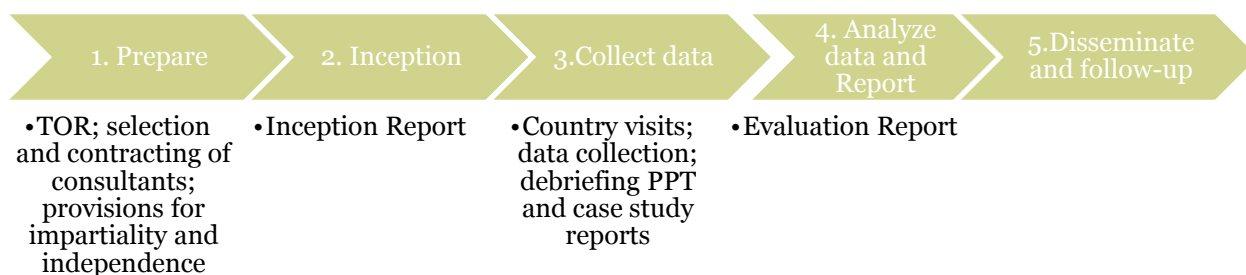 1. Prepare
2. Inception
3.Collect data
4. Analyze
data and
Report
5.Disseminate
and follow-up
•TOR; selection
and contracting of
consultants;
provisions for
impartiality and
independence
•Inception Report
•Country visits;
data collection;
debriefing PPT
and case study
reports
•Evaluation Report